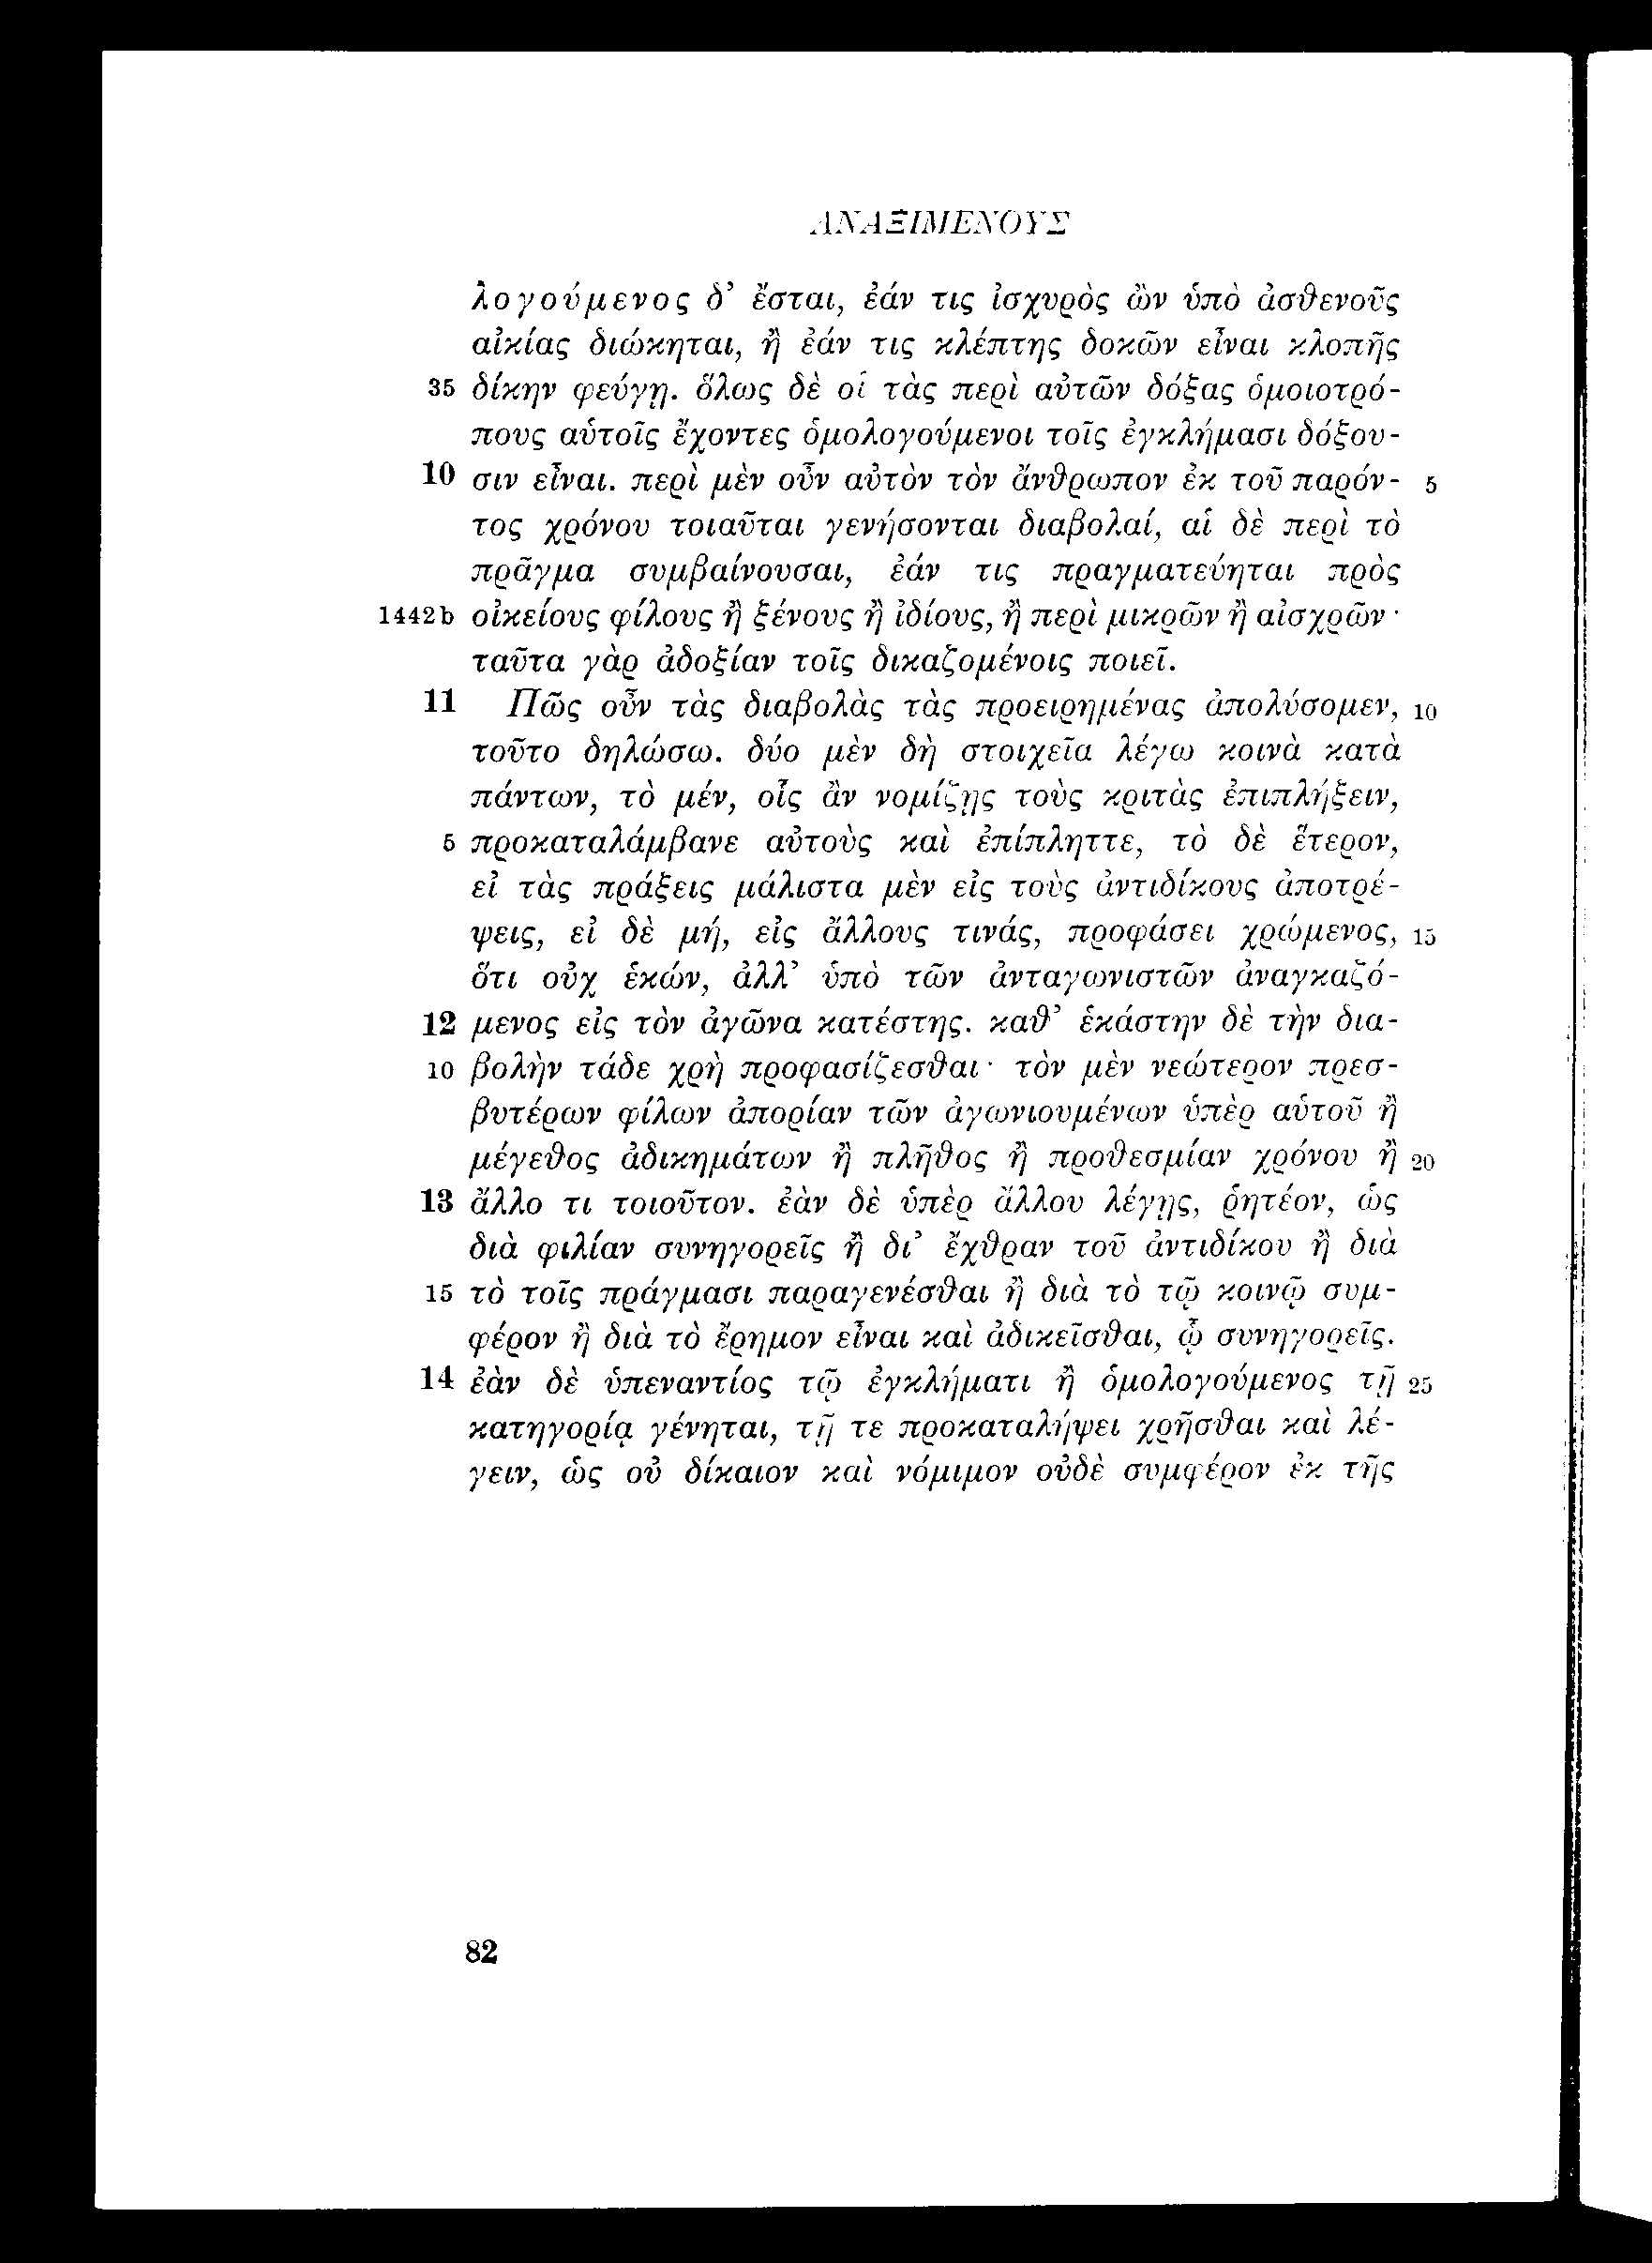 ΑΝΑΞΙΜΕΝΟΥΣ
λογούμενος δ’ ἔσται, ἐάν τις ἰσχυρὸς ὢν ὑπὸ ἀσθενοῦς
αἰκίας διώκηται, ἢ ἐάν τις κλέπτης δοκῶν εἶναι κλοπῆς
35 δίκην φεύγῃ. ὅλως δὲ οἱ τὰς περὶ αὐτῶν δόξας ὁμοιοτρό-
πους αὑτοῖς ἔχοντες ὁμολογούμενοι τοῖς ἐγκλήμασι δόξου-
10 σιν εἶναι. περὶ μὲν οὖν αὐτὸν τὸν ἄνθρωπον ἐκ τοῦ παρόν- 5
τος χρόνου τοιαῦται γενήσονται διαβολαί, αἱ δὲ περὶ τὸ
πρᾶγμα συμβαίνουσαι, ἐάν τις πραγματεύηται πρὸς
1442b οἰκείους φίλους ἢ ξένους ἢ ἰδίους, ἢ περὶ μικρῶν ἢ αἰσχρῶν·
ταῦτα γὰρ ἀδοξίαν τοῖς δικαζομένοις ποιεῖ.
11 Πῶς οὖν τὰς διαβολὰς τὰς προειρημένας ἀπολύσομεν, 10
τοῦτο δηλώσω. δύο μὲν δὴ στοιχεῖα λέγω κοινὰ κατὰ
πάντων, τὸ μέν, οἷς ἂν νομίζῃς τοὺς κριτὰς ἐπιπλήξειν,
5 προκαταλάμβανε αὐτοὺς καὶ ἐπίπληττε, τὸ δὲ ἕτερον,
εἰ τὰς πράξεις μάλιστα μὲν εἰς τοὺς ἀντιδίκους ἀποτρέ-
ψεις, εἰ δὲ μή, εἰς ἄλλους τινάς, προφάσει χρώμενος, 15
ὅτι οὐχ ἑκών, ἀλλ’ ὑπὸ τῶν ἀνταγωνιστῶν ἀναγκαζό-
12 μενος εἰς τὸν ἀγῶνα κατέστης. καθ’ ἑκάστην δὲ τὴν δια-
10 βολὴν τάδε χρὴ προφασίζεσθαι· τὸν μὲν νεώτερον πρεσ-
βυτέρων φίλων ἀπορίαν τῶν ἀγωνιουμένων ὑπὲρ αὑτοῦ ἢ
μέγεθος ἀδικημάτων ἢ πλῆθος ἢ προθεσμίαν χρόνου ἢ 20
13 ἄλλο τι τοιοῦτον. ἐὰν δὲ ὑπὲρ ἄλλου λέγῃς, ῥητέον, ὡς
διὰ φιλίαν συνηγορεῖς ἢ δι’ ἔχθραν τοῦ ἀντιδίκου ἢ διὰ
15 τὸ τοῖς πράγμασι παραγενέσθαι ἢ διὰ τὸ τῷ κοινῷ συμ-
φέρον ἢ διὰ τὸ ἔρημον εἶναι καὶ ἀδικεῖσθαι, ᾧ συνηγορεῖς.
14 ἐὰν δὲ ὑπεναντίος τῷ ἐγκλήματι ἢ ὁμολογούμενος τῇ 25
κατηγορίᾳ γένηται, τῇ τε προκαταλήψει χρῆσθαι καὶ λέ-
γειν, ὡς οὐ δίκαιον καὶ νόμιμον οὐδὲ συμφέρον ἐκ τῆς
82